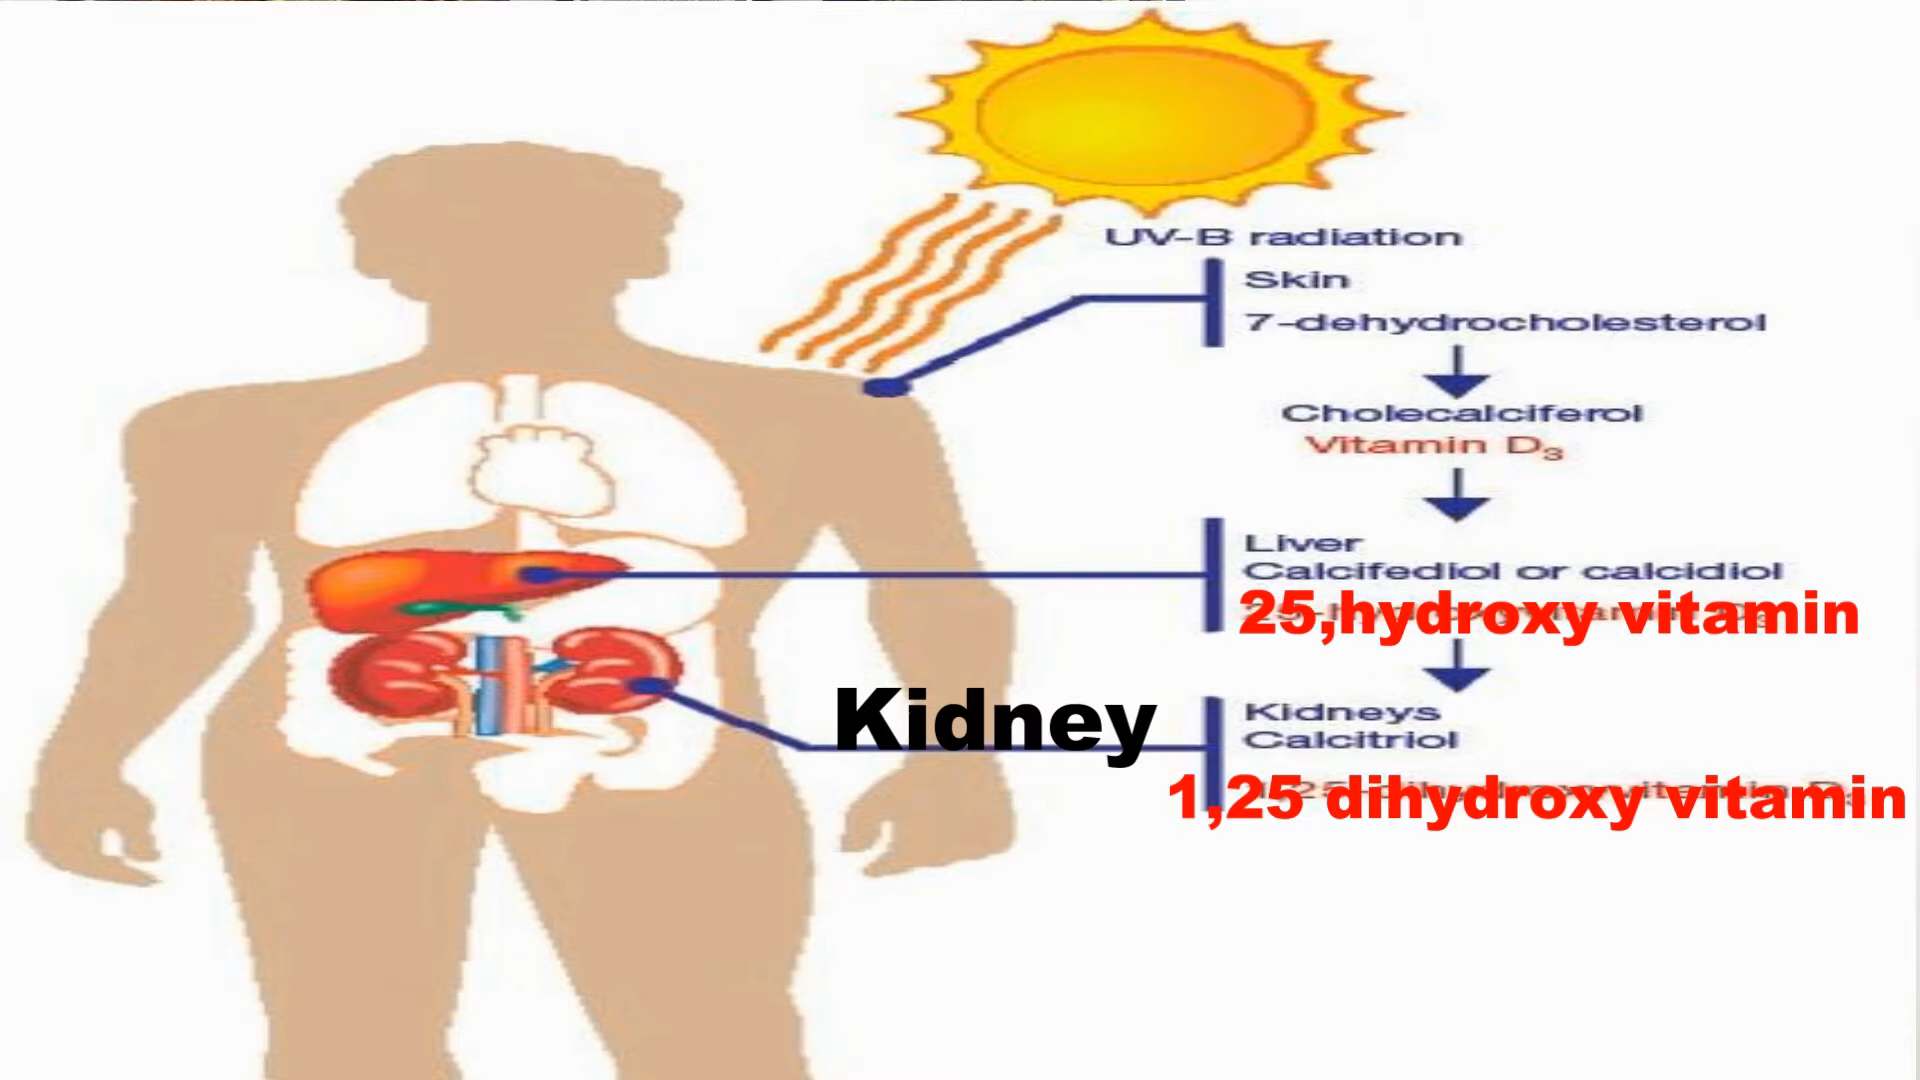 UV-B radiation
Skin
7-dehydrocholesterol
Cholecalciferol
Vitamin D3
Liver
Calcifediol or calcidiol
25,hydroxy vitamin
Kidney
Kidneys
Calcitriol
1,25 dihydroxy vitamin